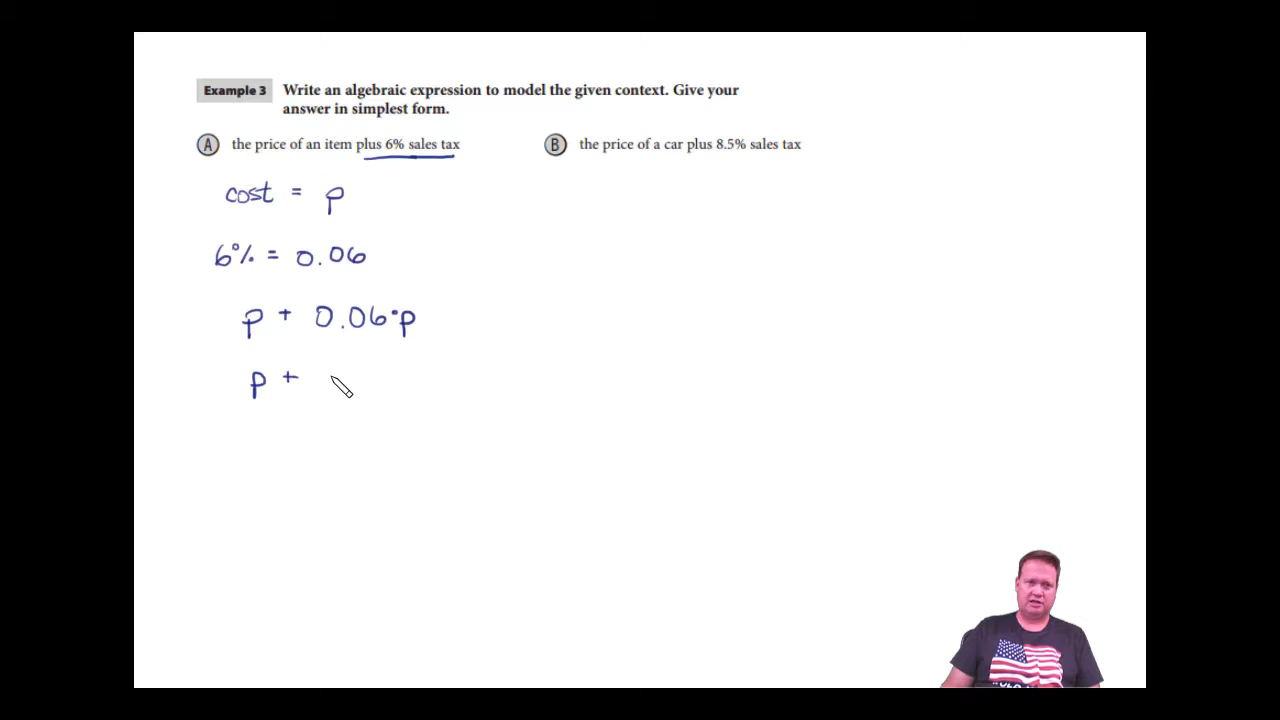 Example 3 Write an algebraic expression to model the given context. Give your
answer in simplest form.
A the price of an item plus 6% sales tax
B the price of a car plus 8.5% sales tax
cost = p
6% = 0.06
p + 0.06·p
p +